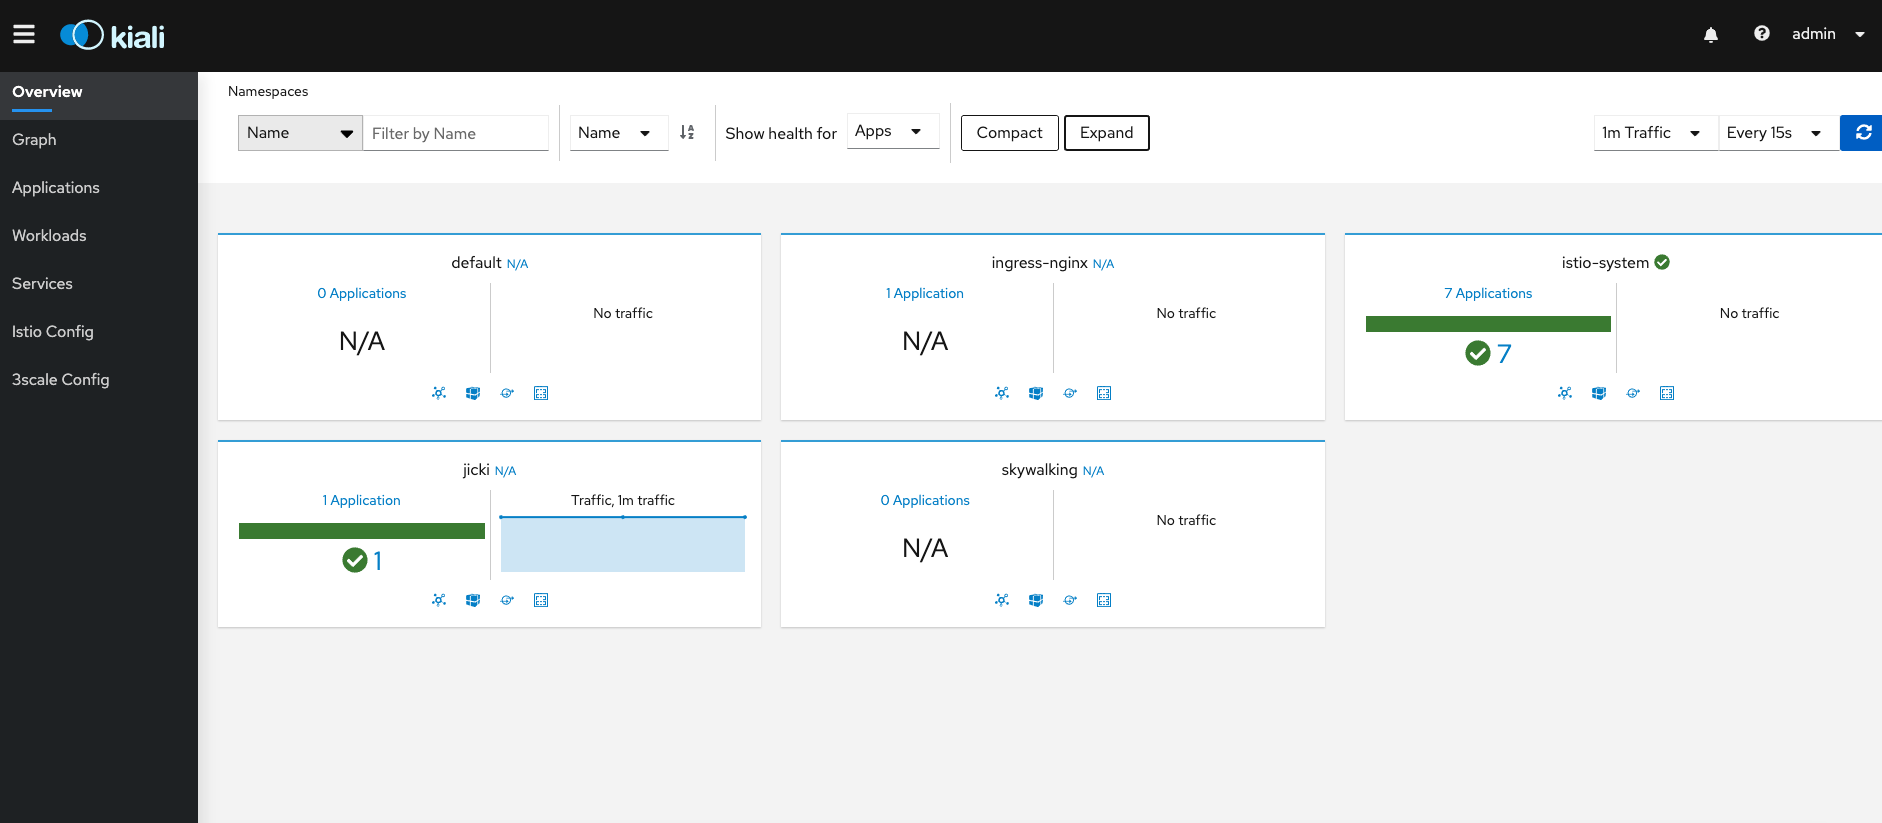 kiali
admin
Overview
Graph
Applications
Workloads
Services
Istio Config
3scale Config
Namespaces
Name Filter by Name Name Show health for Apps Compact Expand 1m Traffic Every 15s
default N/A
0 Applications
N/A
No traffic
ingress-nginx N/A
1 Application
N/A
No traffic
istio-system
7 Applications
7
No traffic
jicki N/A
1 Application
1
Traffic, 1m traffic
skywalking N/A
0 Applications
N/A
No traffic